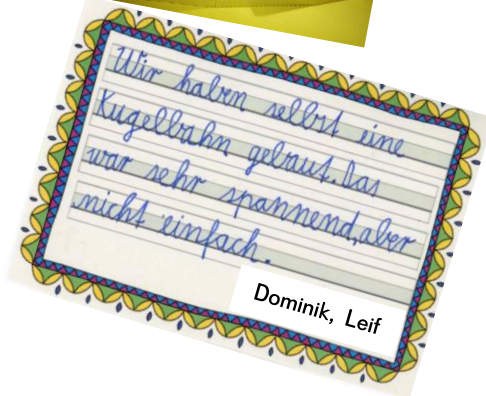 Wir haben selbst eine
Kugelbahn gebaut. Das
war sehr spannend, aber
nicht einfach.
Dominik, Leif